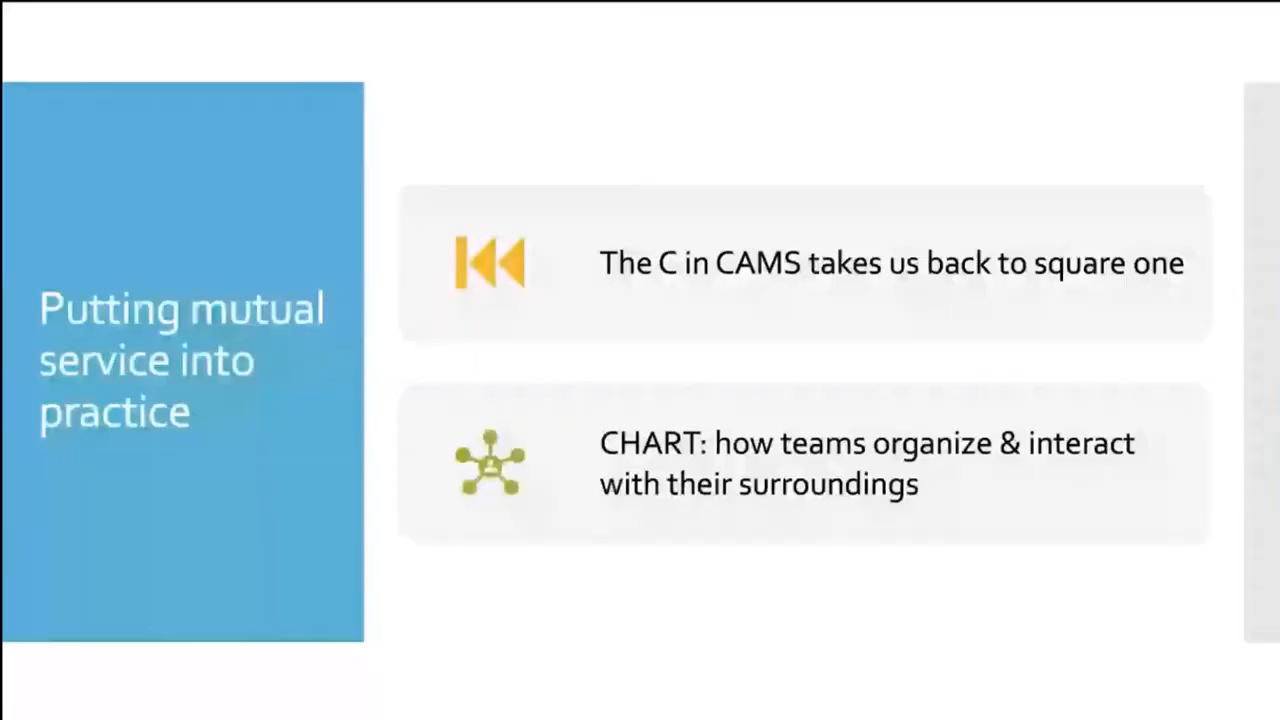 Putting mutual
service into
practice
The C in CAMS takes us back to square one
CHART: how teams organize & interact
with their surroundings